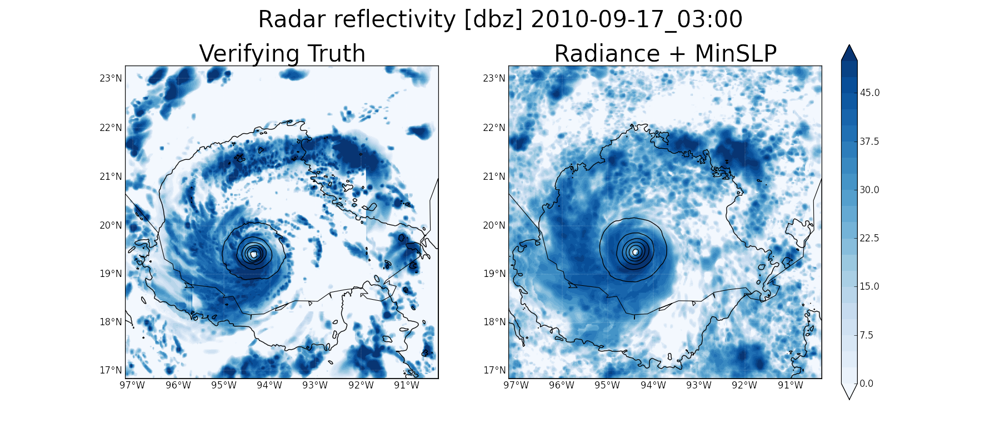 Radar reflectivity [dbz] 2010-09-17_03:00
Verifying Truth
Radiance + MinSLP
23°N
22°N
21°N
20°N
19°N
18°N
17°N
97°W 96°W 95°W 94°W 93°W 92°W 91°W
23°N
22°N
21°N
20°N
19°N
18°N
17°N
97°W 96°W 95°W 94°W 93°W 92°W 91°W
45.0
37.5
30.0
22.5
15.0
7.5
0.0